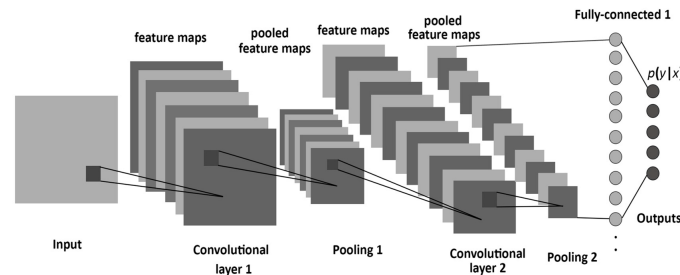 Fully-connected 1
feature maps
pooled
feature maps
feature maps
pooled
feature maps
p(y|x)
Input
Convolutional
layer 1
Pooling 1
Convolutional
layer 2
Pooling 2
Outputs